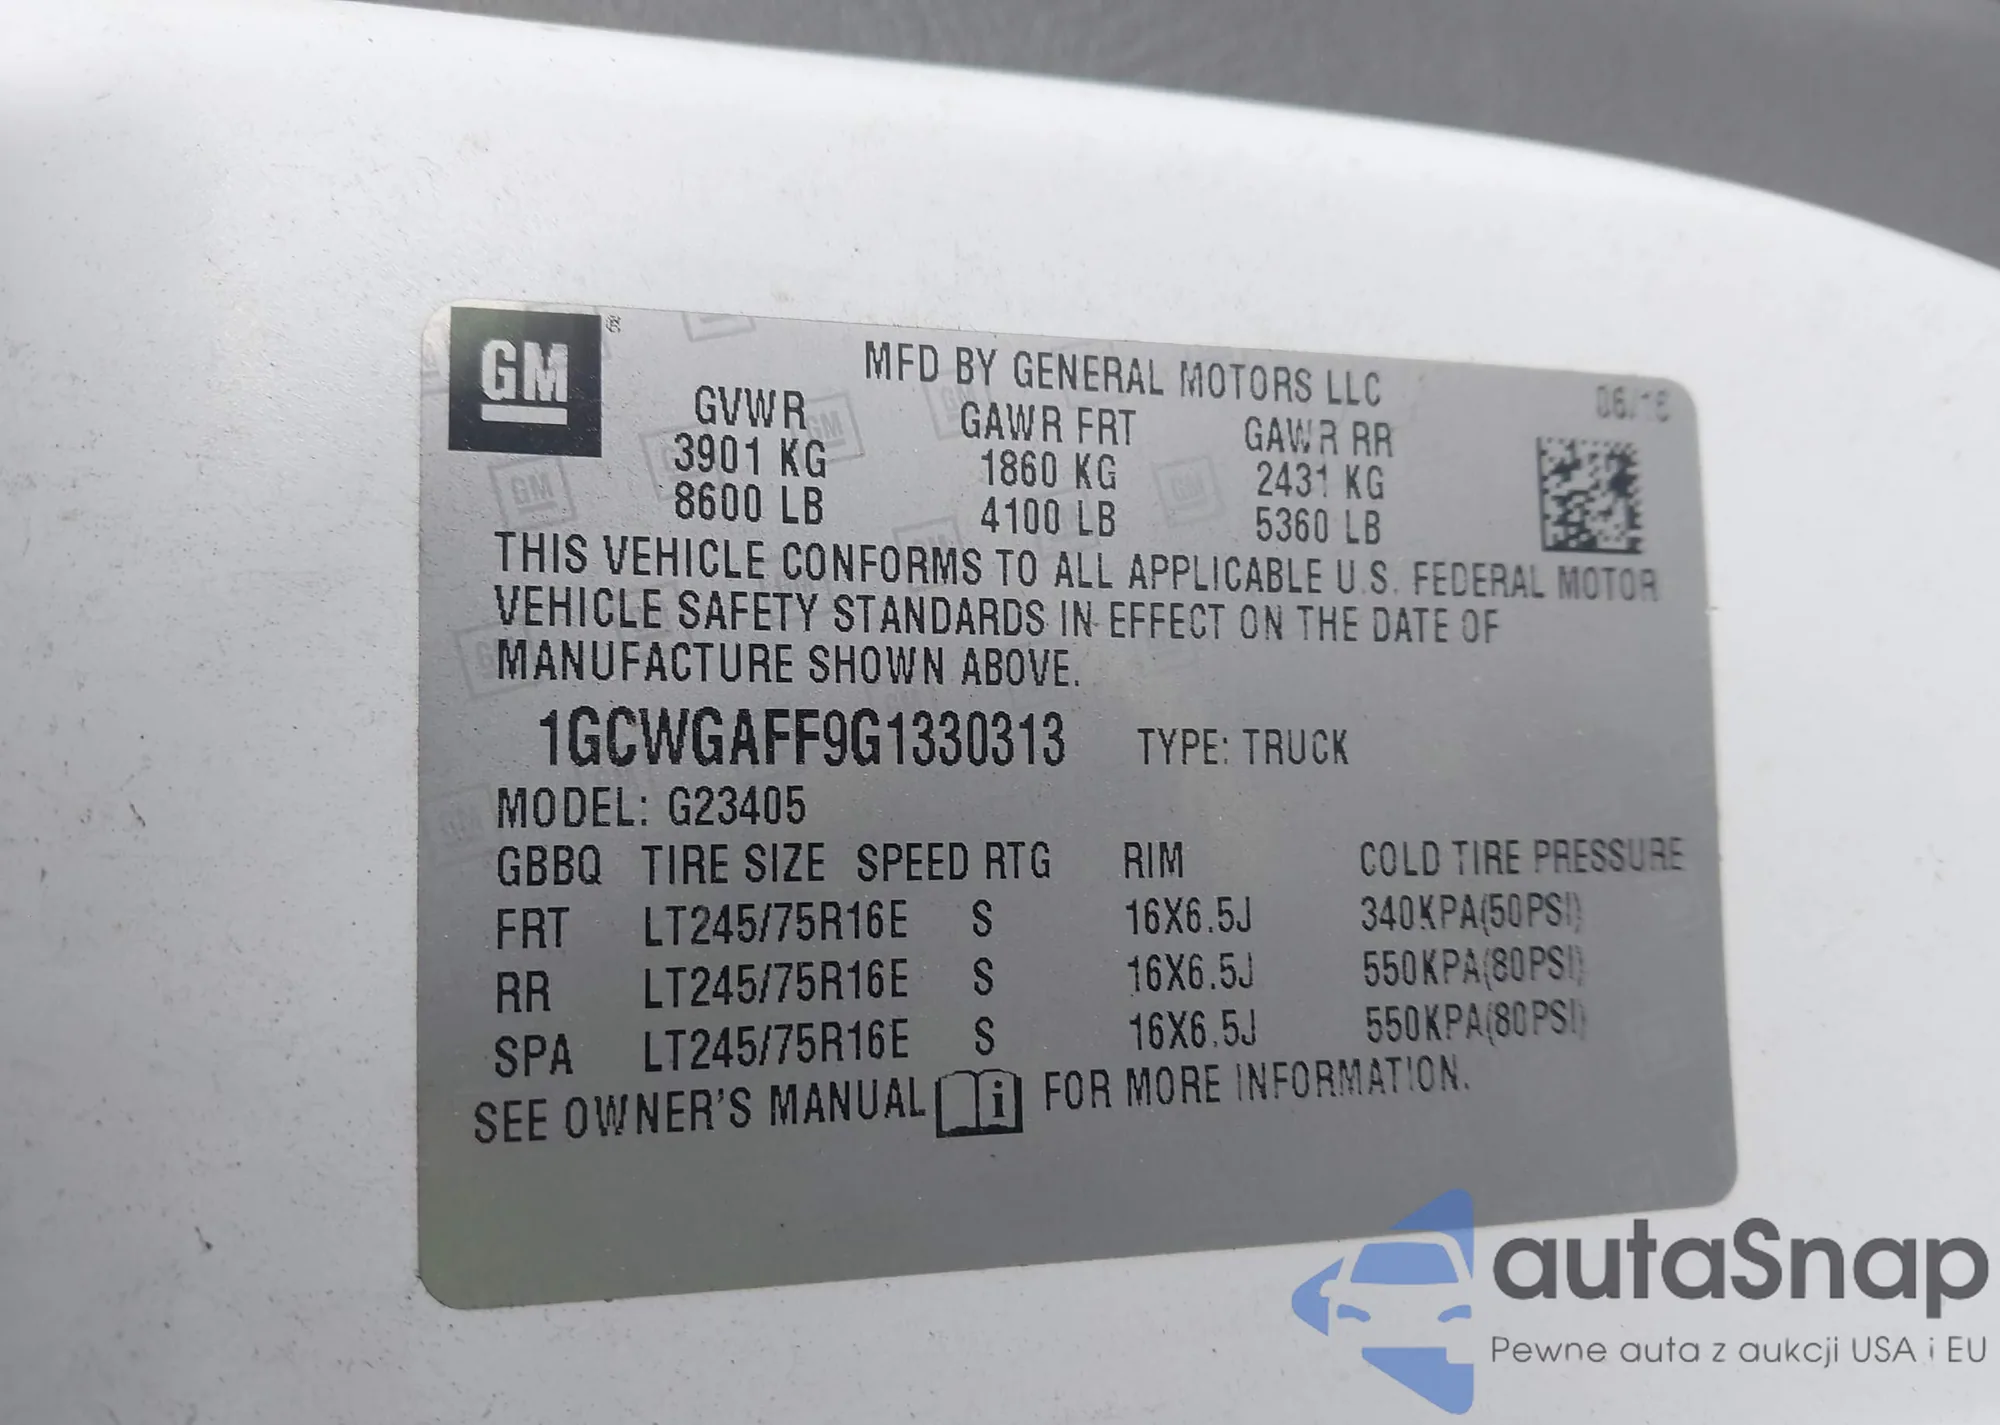 GM ®
MFD BY GENERAL MOTORS LLC
GVWR GAWR FRT GAWR RR
3901 KG 1860 KG 2431 KG
8600 LB 4100 LB 5360 LB
THIS VEHICLE CONFORMS TO ALL APPLICABLE U.S. FEDERAL MOTOR
VEHICLE SAFETY STANDARDS IN EFFECT ON THE DATE OF
MANUFACTURE SHOWN ABOVE.
1GCWGAFF9G1330313 TYPE: TRUCK
MODEL: G23405
GBBQ TIRE SIZE SPEED RTG RIM COLD TIRE PRESSURE
FRT LT245/75R16E S 16X6.5J 340KPA(50PSI)
RR LT245/75R16E S 16X6.5J 550KPA(80PSI)
SPA LT245/75R16E S 16X6.5J 550KPA(80PSI)
SEE OWNER'S MANUAL i FOR MORE INFORMATION.
autaSnap
Pewne auta z aukcji USA i EU